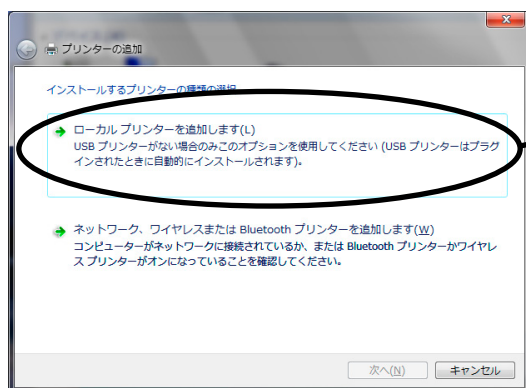 プリンターの追加
インストールするプリンターの種類の選択
ローカル プリンターを追加します(L)
USB プリンターがない場合のみこのオプションを使用してください (USB プリンターはプラグ
インされたときに自動的にインストールされます)。
ネットワーク、ワイヤレスまたは Bluetooth プリンターを追加します(W)
コンピューターがネットワークに接続されているか、または Bluetooth プリンターかワイヤレ
ス プリンターがオンになっていることを確認してください。
次へ(N) キャンセル